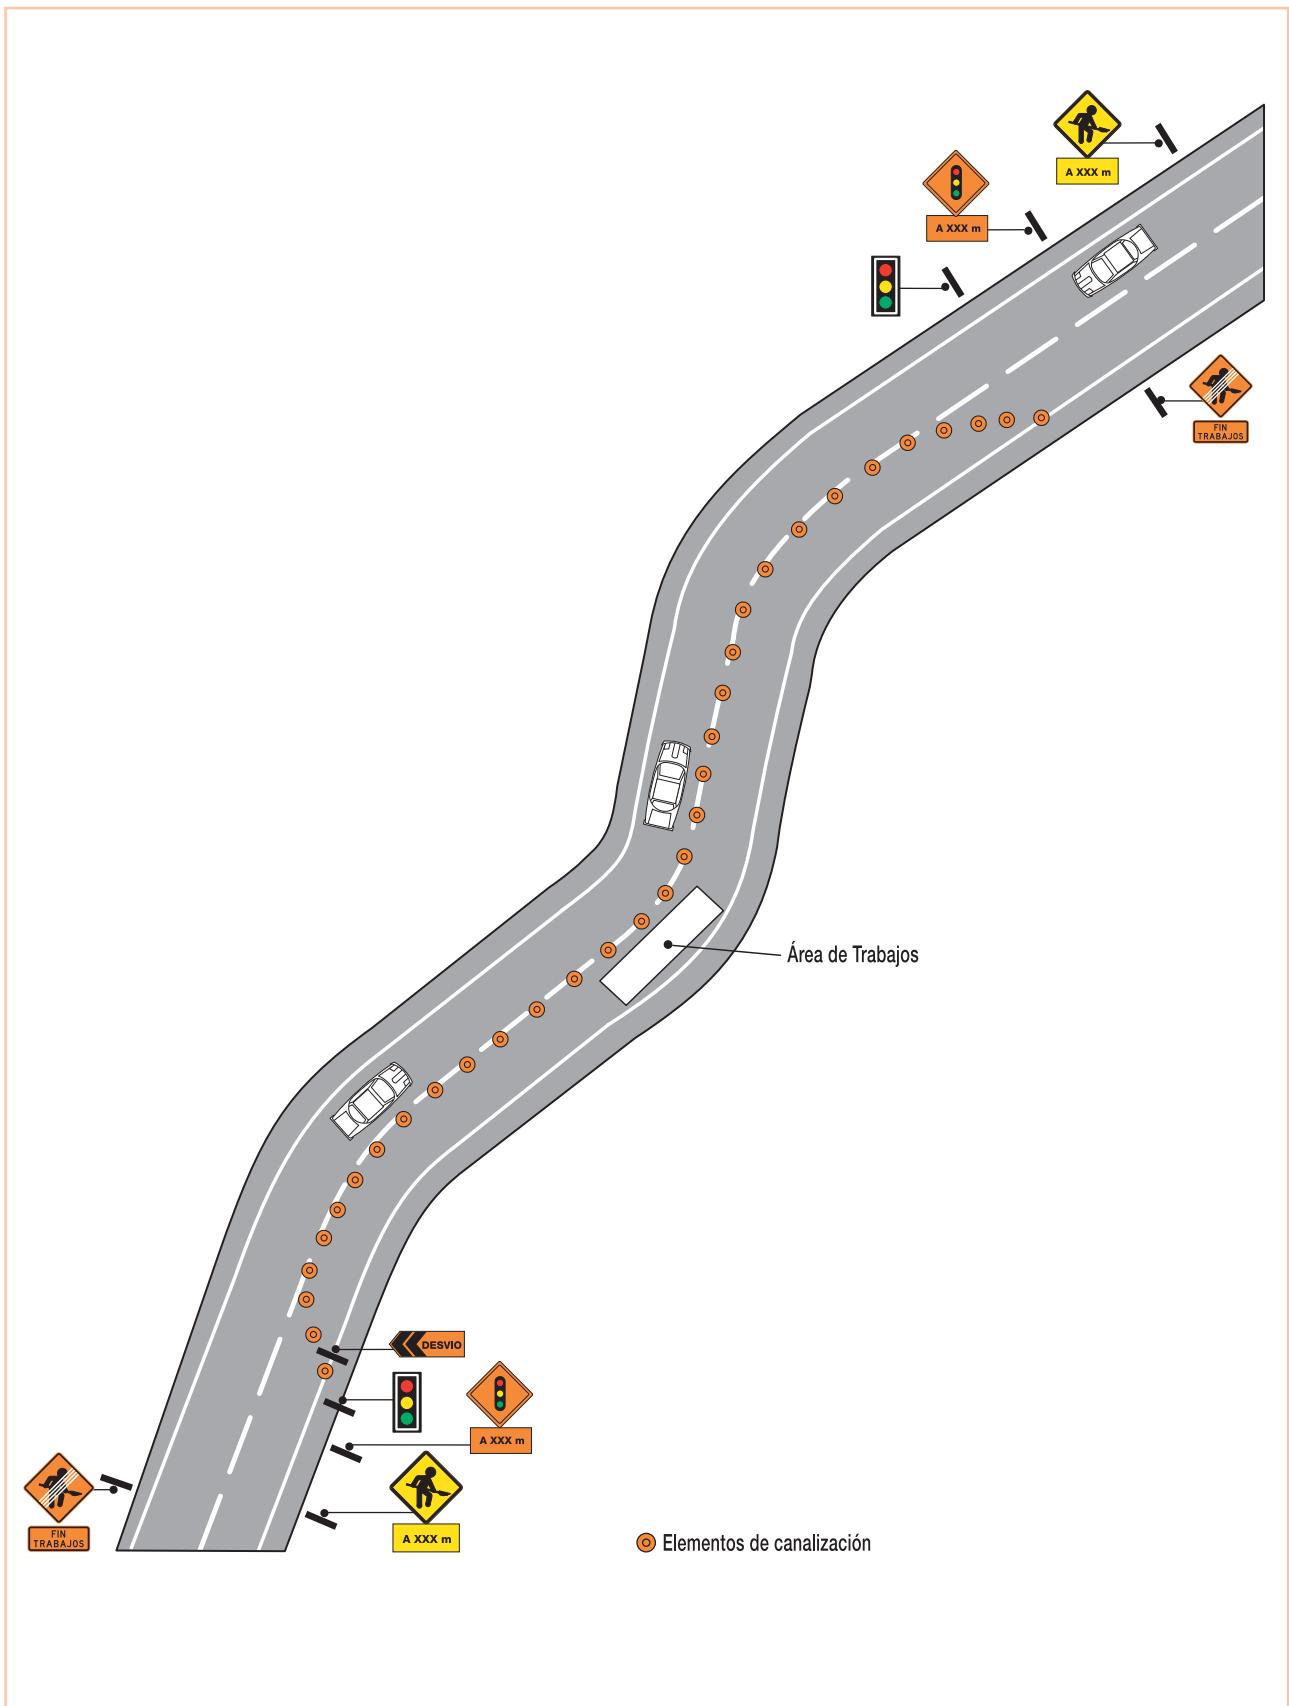 A XXX m
A XXX m
FIN
TRABAJOS
Área de Trabajos
DESVIO
A XXX m
FIN
TRABAJOS
A XXX m
Elementos de canalización